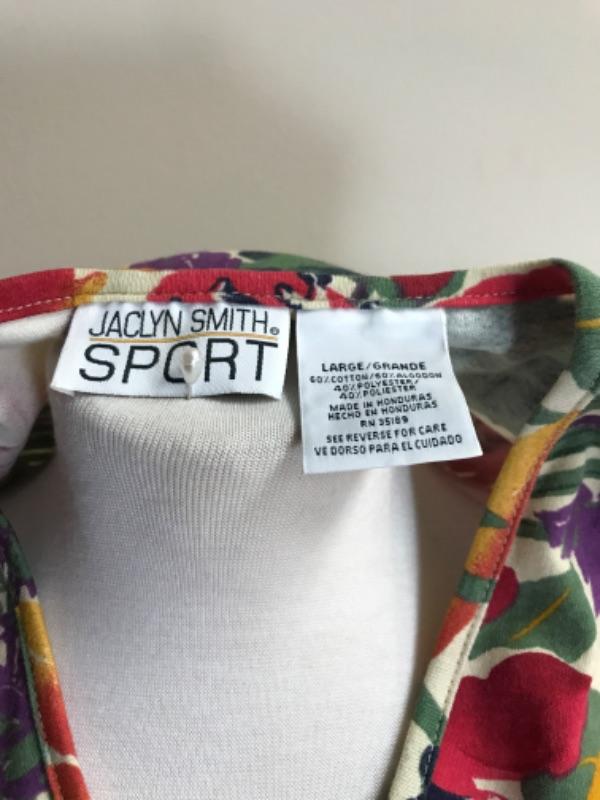 JACLYN SMITH®
SPORT
LARGE/GRANDE
60%COTTON/60%ALGODON
40%POLYESTER/
40%POLIESTER
MADE IN HONDURAS
HECHO EN HONDURAS
RN 35189
SEE REVERSE FOR CARE
VE DORSO PARA EL CUIDADO